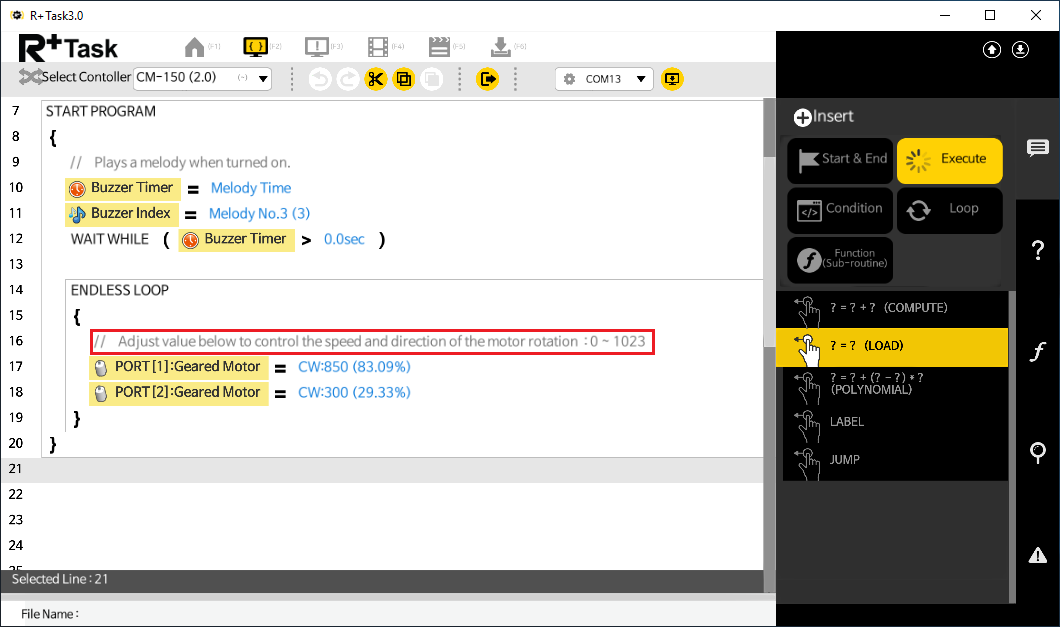 R+Task3.0
R+Task (F1) (F2) (F3) (F4) (F5) (F6)
Select Contoller CM-150 (2.0) (-) COM13
7 START PROGRAM
8 {
9 // Plays a melody when turned on.
10 Buzzer Timer = Melody Time
11 Buzzer Index = Melody No.3 (3)
12 WAIT WHILE ( Buzzer Timer > 0.0sec )
13
14 ENDLESS LOOP
15 {
16 // Adjust value below to control the speed and direction of the motor rotation : 0 ~ 1023
17 PORT[1]:Geared Motor = CW:850 (83.09%)
18 PORT[2]:Geared Motor = CW:300 (29.33%)
19 }
20 }
21
22
23
24
25
Selected Line : 21
File Name :
Insert
Start & End
Execute
Condition
Loop
Function
(Sub-routine)
? = ? + ? (COMPUTE)
? = ? (LOAD)
? = ? + (? - ?) * ?
(POLYNOMIAL)
LABEL
JUMP
?
f